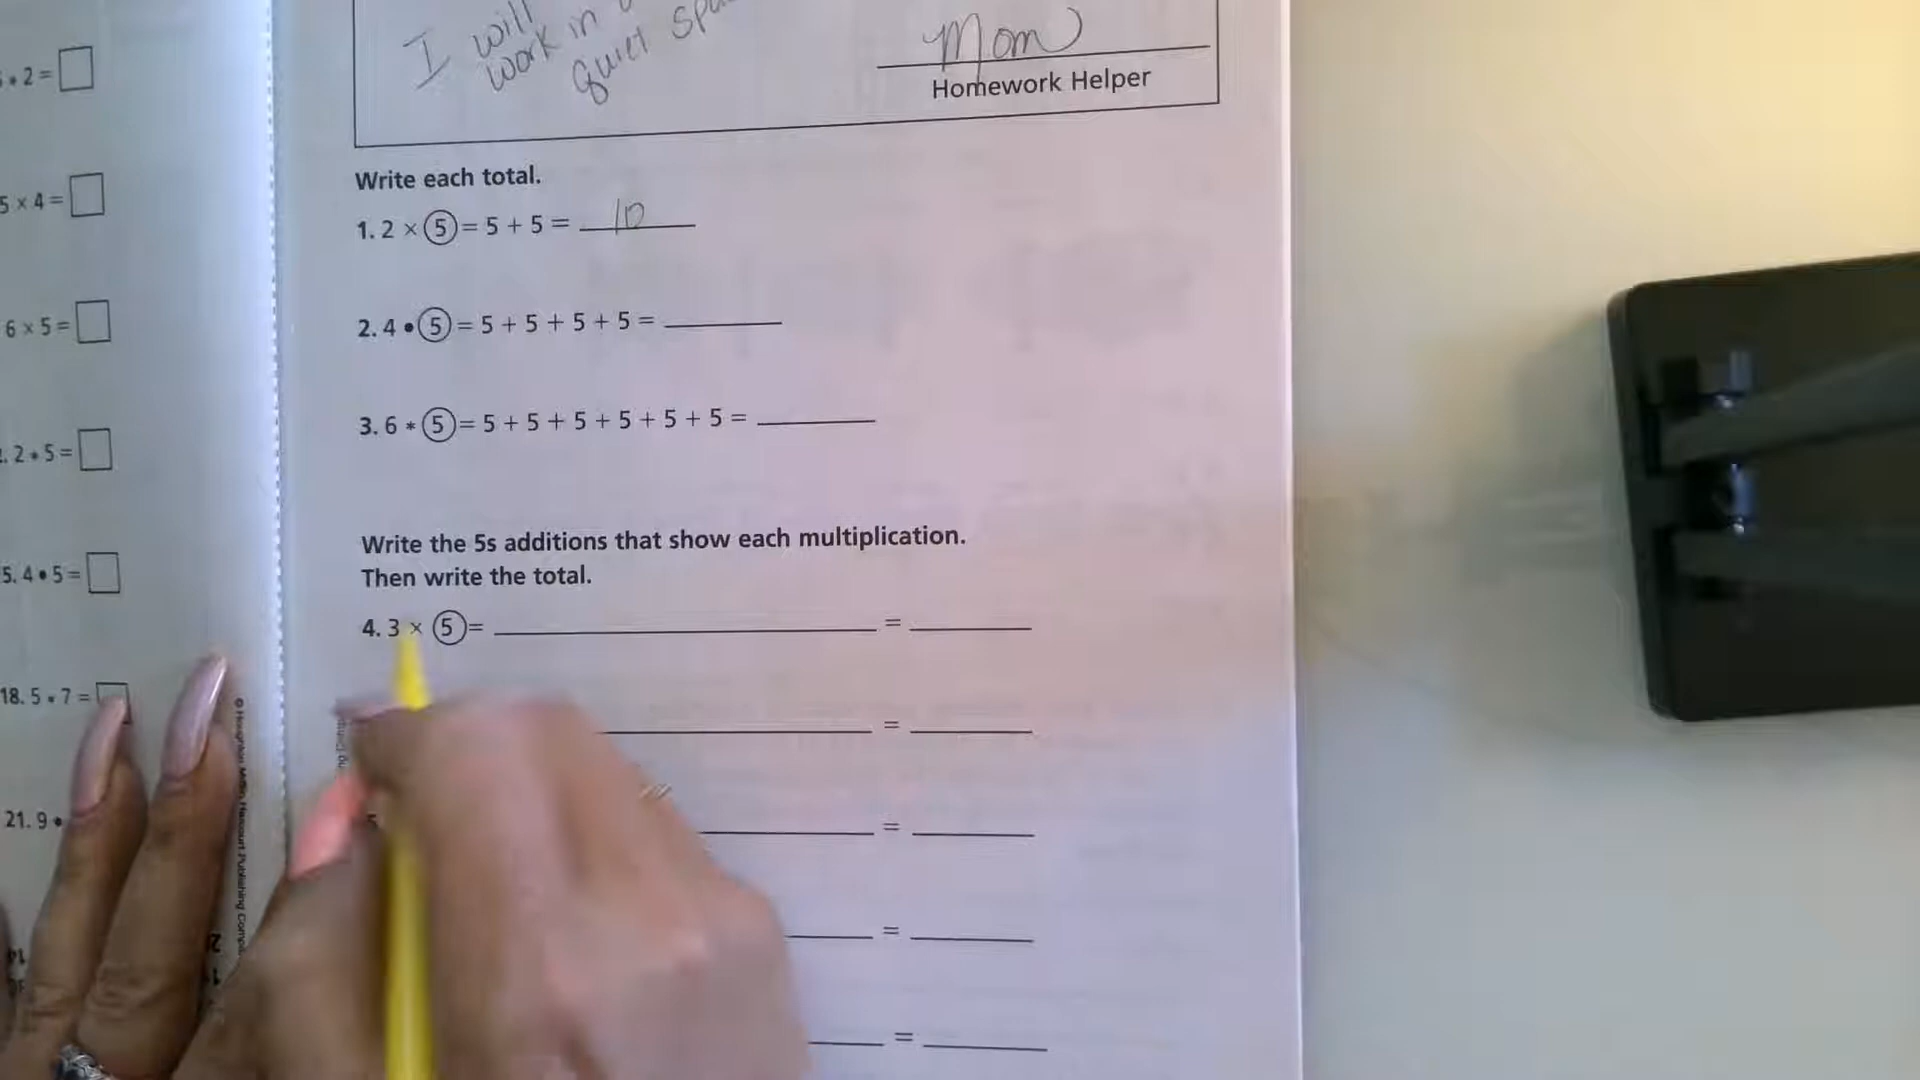 • 2 =
5 × 4 =
6 × 5 =
. 2 • 5 =
5. 4 • 5 =
18. 5 • 7 =
21. 9 •
I will
work in
quiet
Mom
Homework Helper
Write each total.
1. 2 × 5 = 5 + 5 = 10
2. 4 • 5 = 5 + 5 + 5 + 5 =
3. 6 * 5 = 5 + 5 + 5 + 5 + 5 + 5 =
Write the 5s additions that show each multiplication.
Then write the total.
4. 3 × 5 = =
=
=
=
=